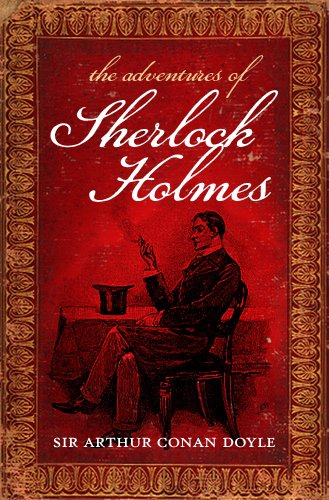 the adventures of
Sherlock
Holmes
SIR ARTHUR CONAN DOYLE